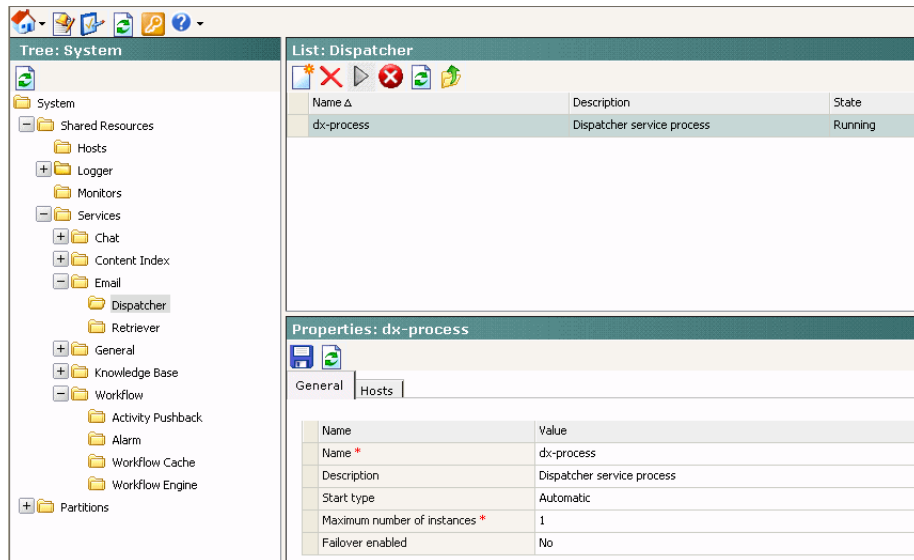 Tree: System
System
Shared Resources
Hosts
Logger
Monitors
Services
Chat
Content Index
Email
Dispatcher
Retriever
General
Knowledge Base
Workflow
Activity Pushback
Alarm
Workflow Cache
Workflow Engine
Partitions
List: Dispatcher
Name Description State
dx-process Dispatcher service process Running
Properties: dx-process
General Hosts
Name Value
Name * dx-process
Description Dispatcher service process
Start type Automatic
Maximum number of instances * 1
Failover enabled No